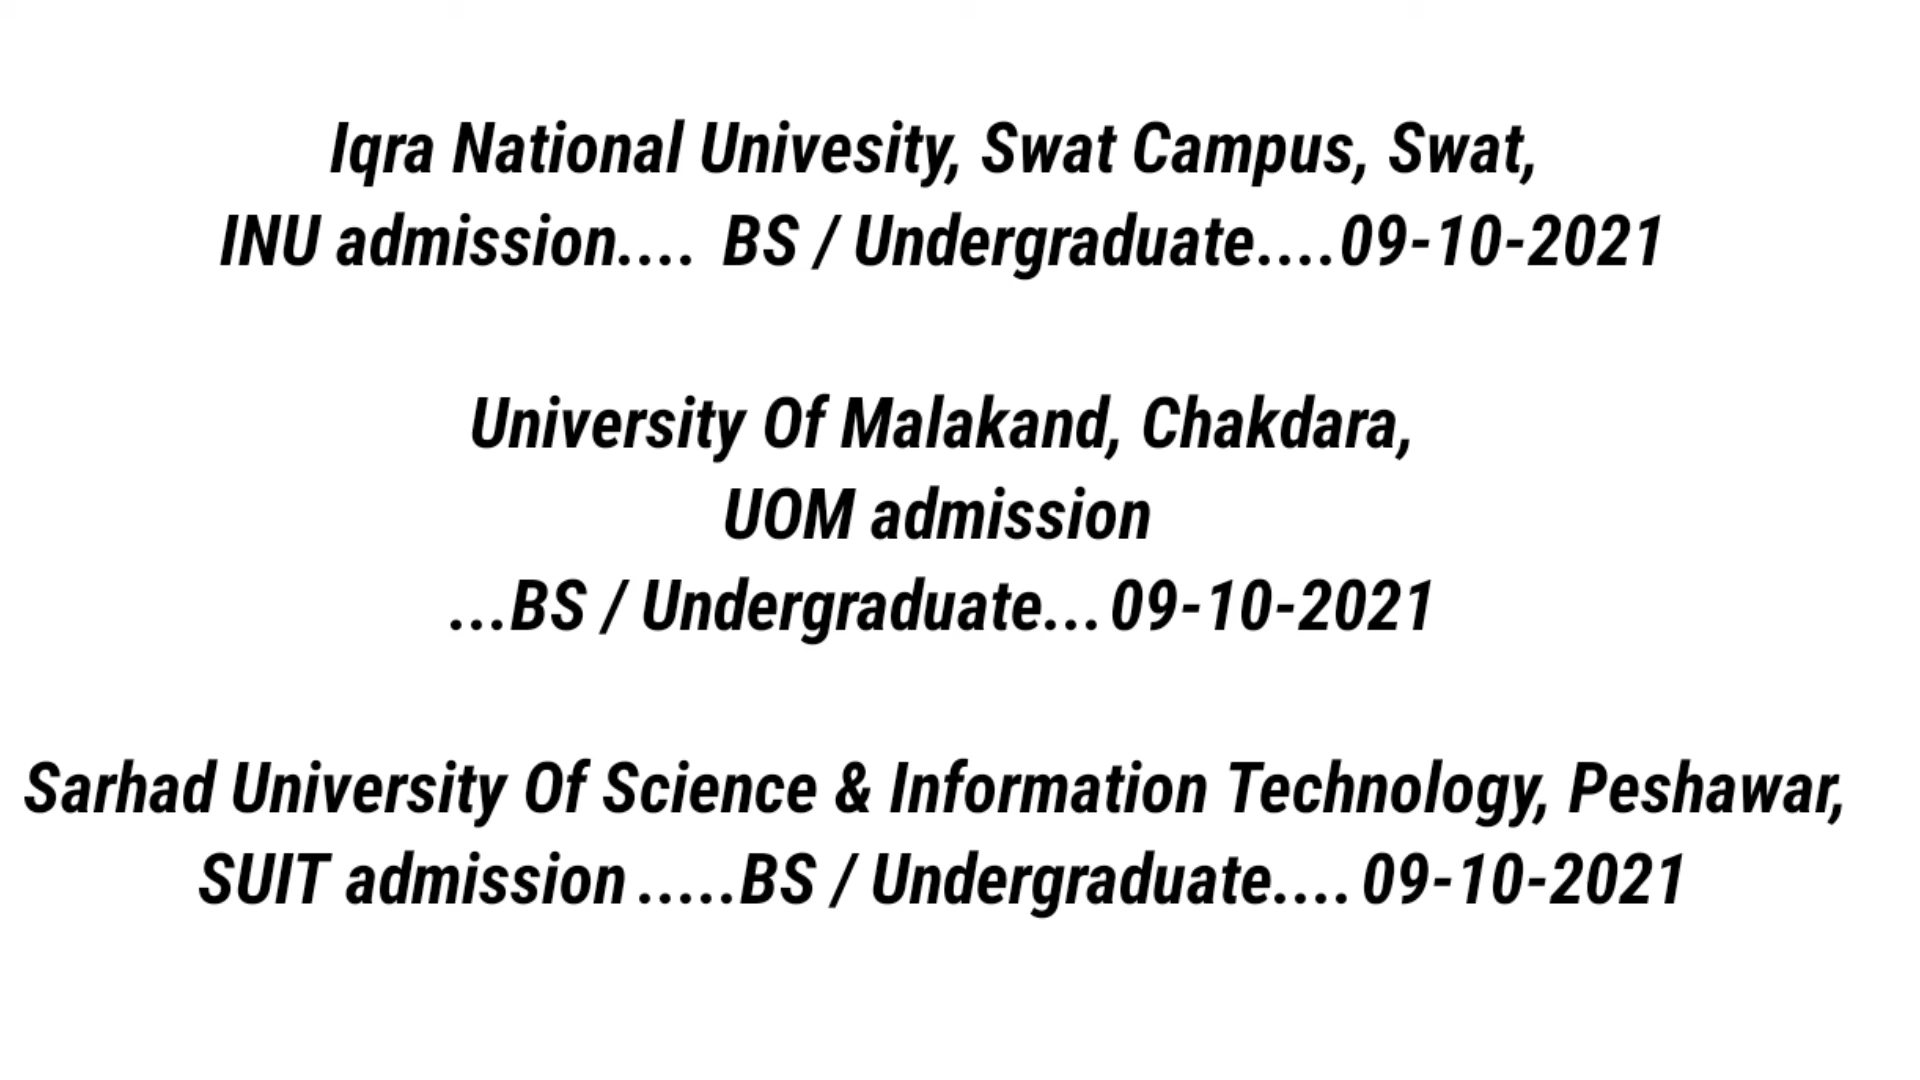 Iqra National Univesity, Swat Campus, Swat,
INU admission.... BS / Undergraduate....09-10-2021
University Of Malakand, Chakdara,
UOM admission
...BS / Undergraduate...09-10-2021
Sarhad University Of Science & Information Technology, Peshawar,
SUIT admission .....BS / Undergraduate....09-10-2021